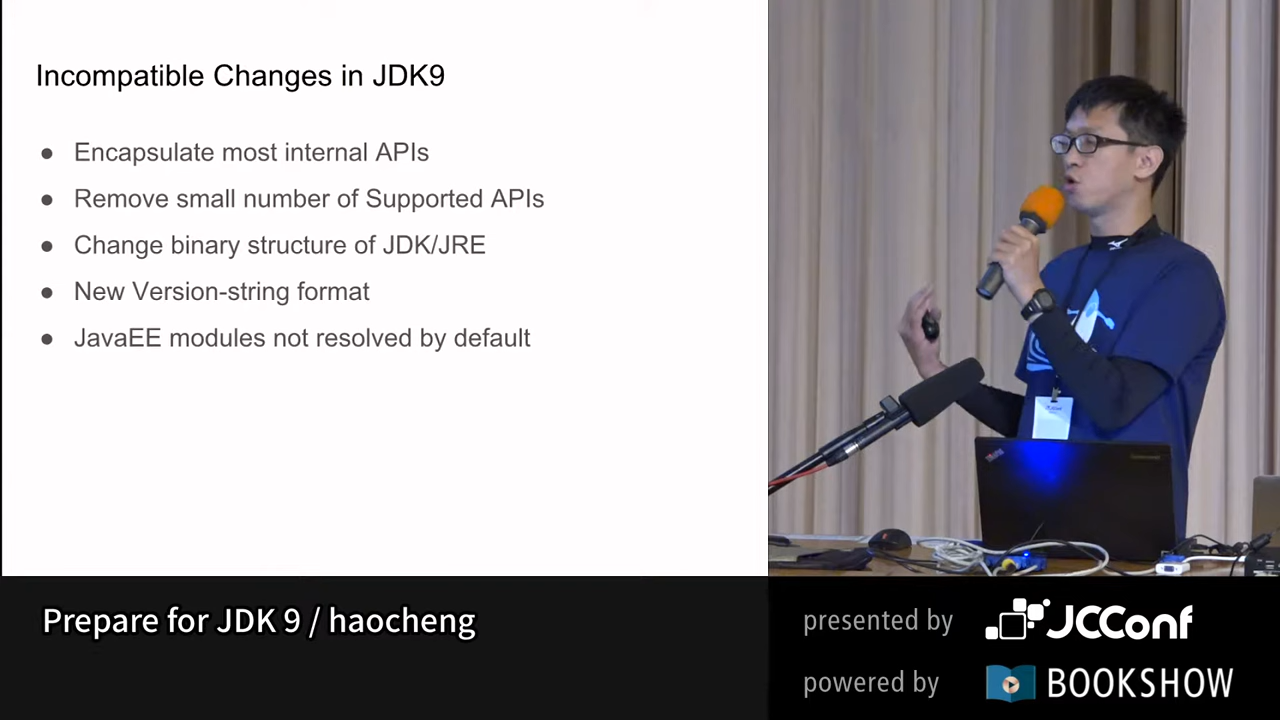 Incompatible Changes in JDK9
● Encapsulate most internal APIs
● Remove small number of Supported APIs
● Change binary structure of JDK/JRE
● New Version-string format
● JavaEE modules not resolved by default
Prepare for JDK 9 / haocheng
presented by JCConf
powered by BOOKSHOW